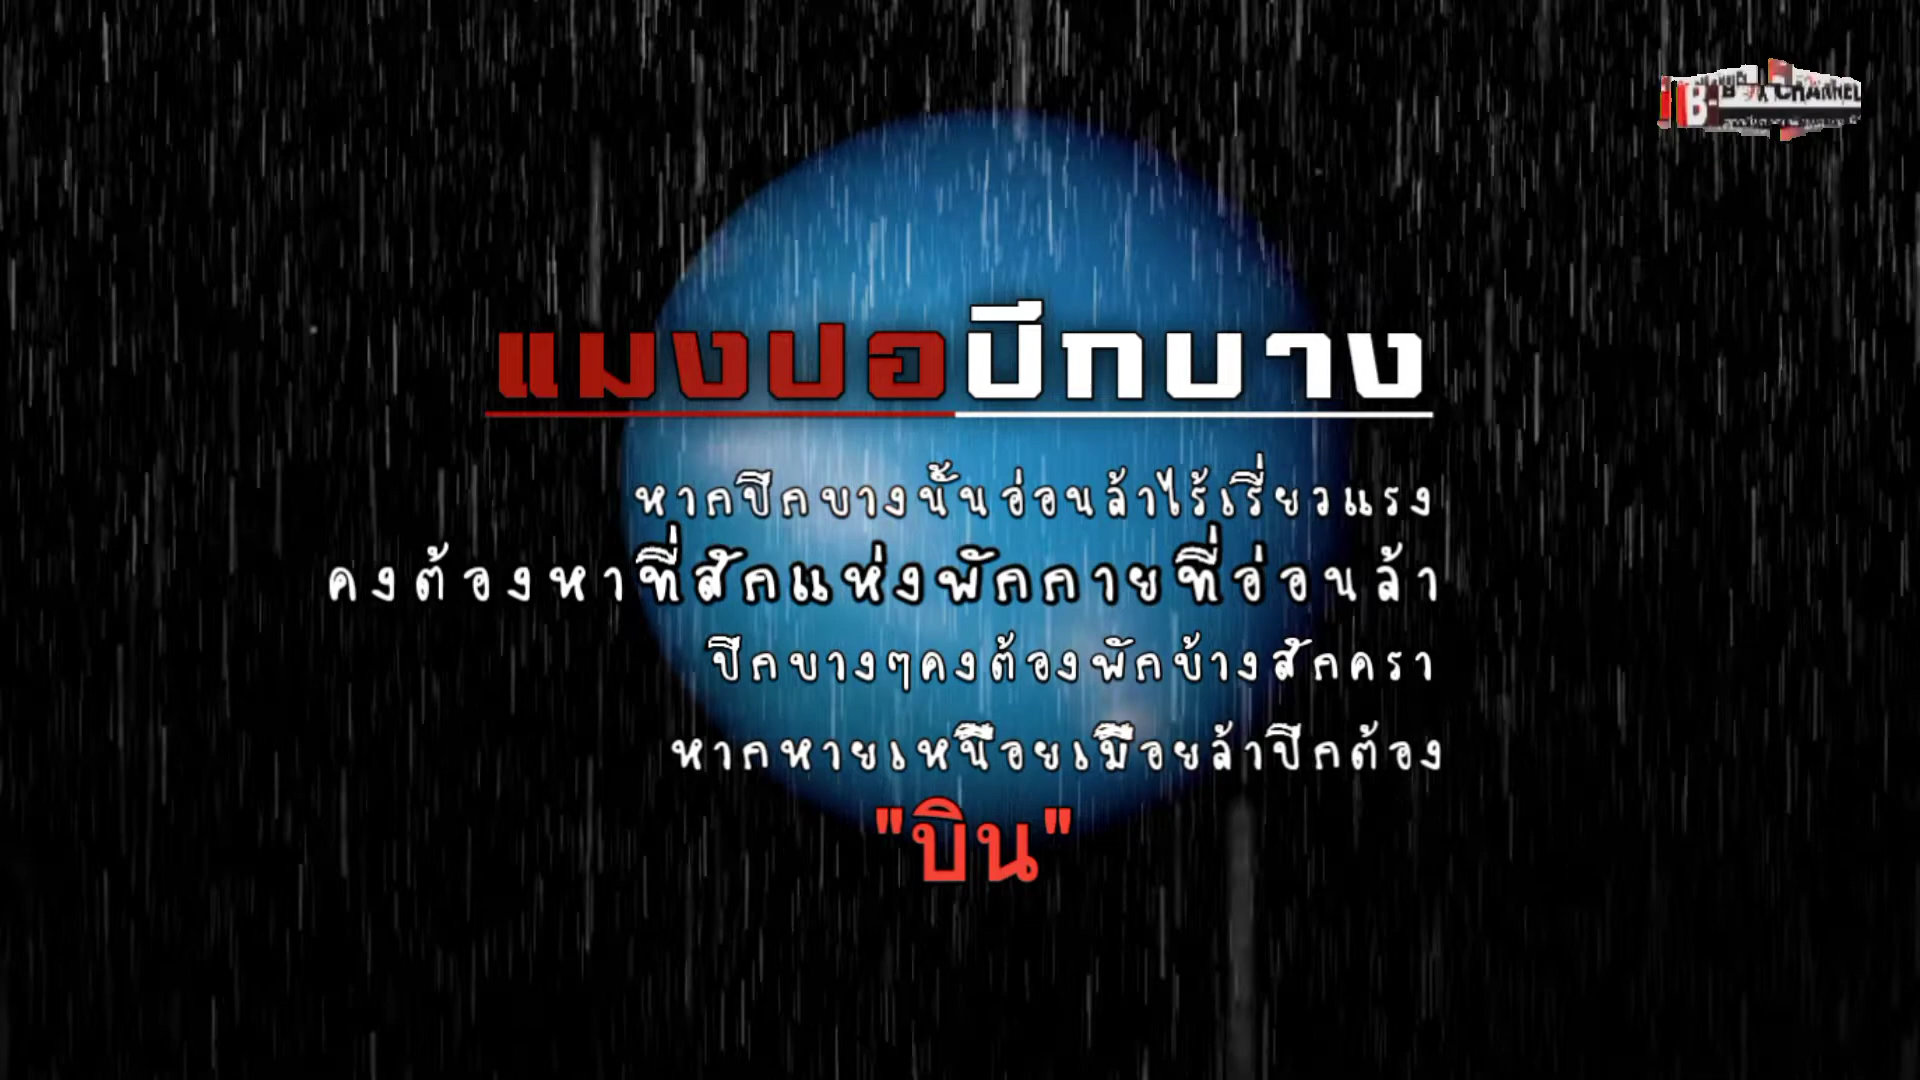 B BOX CHANNEL
แมงปอปีกบาง
หากปีกบางนั้นอ่อนล้าไร้เรี่ยวแรง
คงต้องหาที่สักแห่งพักกายที่อ่อนล้า
ปีกบางๆคงต้องพักบ้างสักครา
หากหายเหนื่อยเมื่อยล้าปีกต้อง
"บิน"